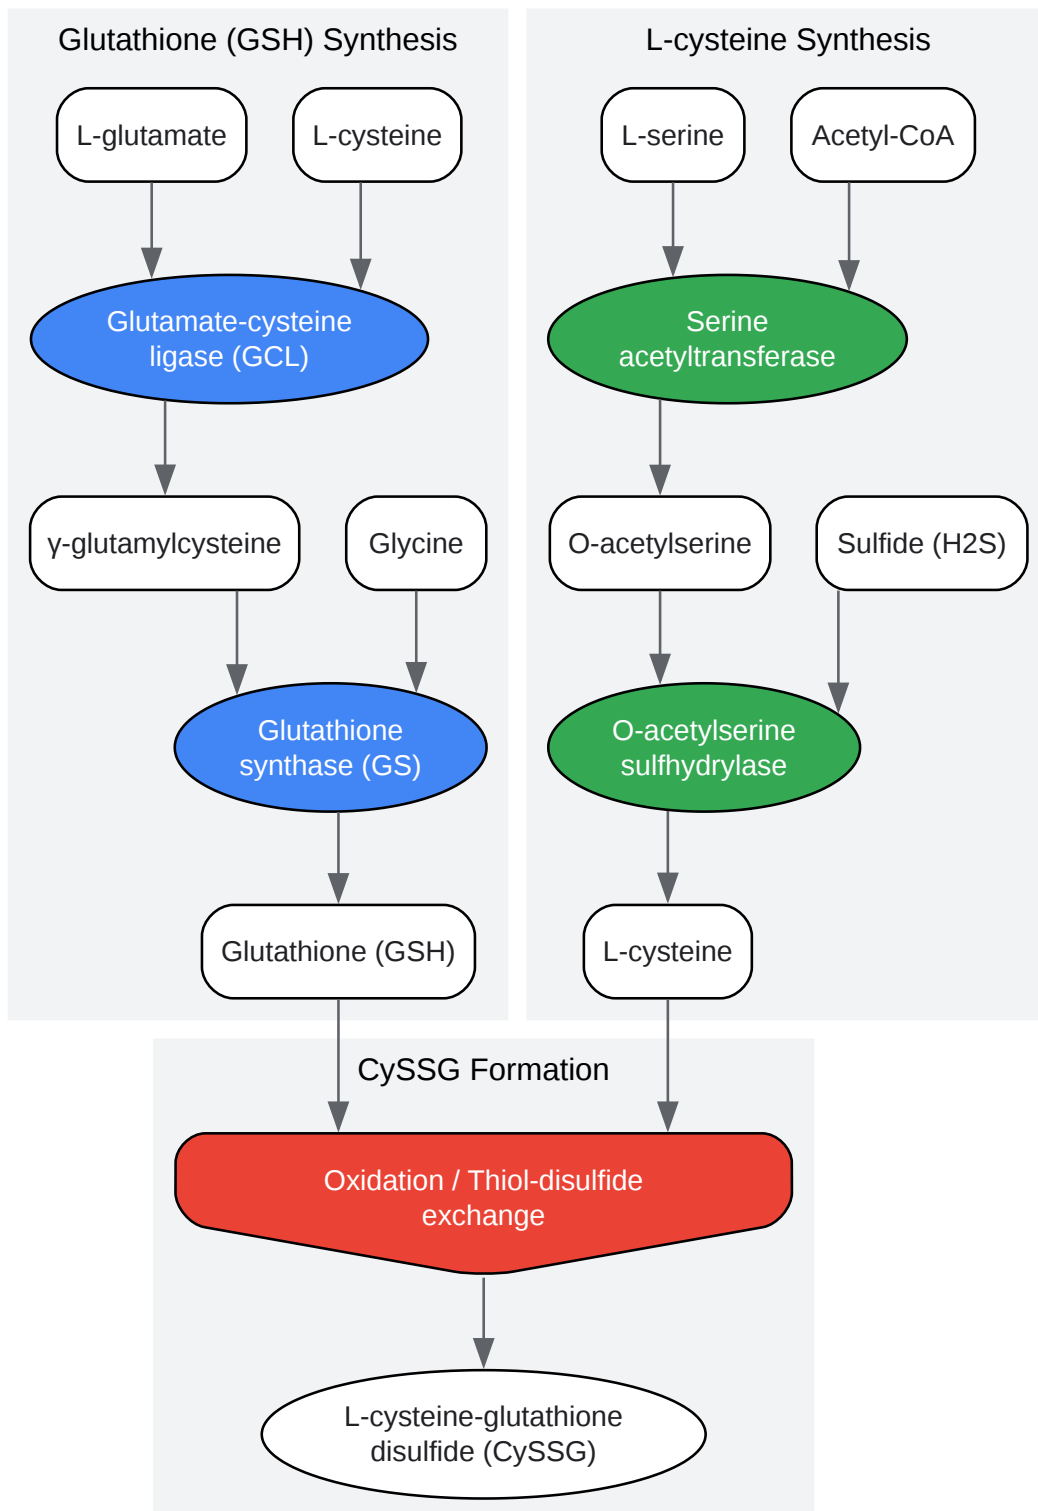 Glutathione (GSH) Synthesis
L-glutamate
L-cysteine
Glutamate-cysteine
ligase (GCL)
γ-glutamylcysteine
Glycine
Glutathione
synthase (GS)
Glutathione (GSH)
L-cysteine Synthesis
L-serine
Acetyl-CoA
Serine
acetyltransferase
O-acetylserine
Sulfide (H2S)
O-acetylserine
sulfhydrylase
L-cysteine
CySSG Formation
Oxidation / Thiol-disulfide
exchange
L-cysteine-glutathione
disulfide (CySSG)